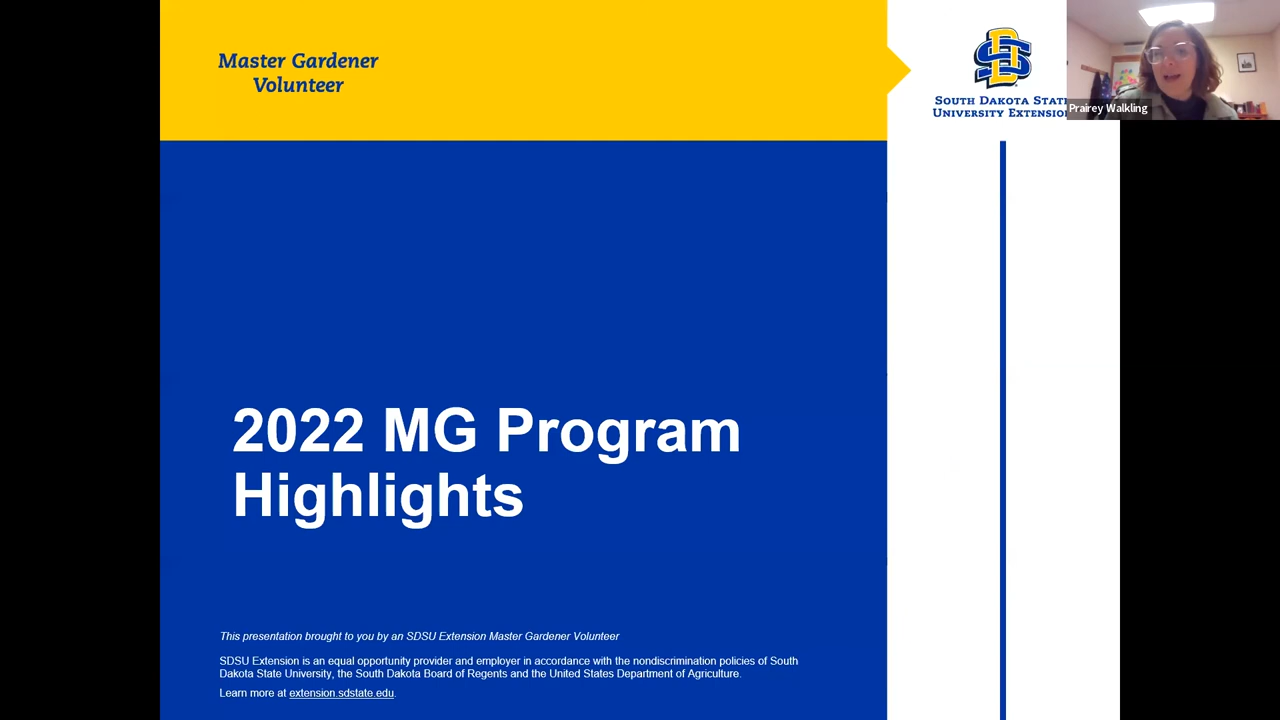 Master Gardener
Volunteer
SOUTH DAKOTA STATE
UNIVERSITY EXTENSION
Prairey Walkling
2022 MG Program
Highlights
This presentation brought to you by an SDSU Extension Master Gardener Volunteer
SDSU Extension is an equal opportunity provider and employer in accordance with the nondiscrimination policies of South
Dakota State University, the South Dakota Board of Regents and the United States Department of Agriculture.
Learn more at extension.sdstate.edu.